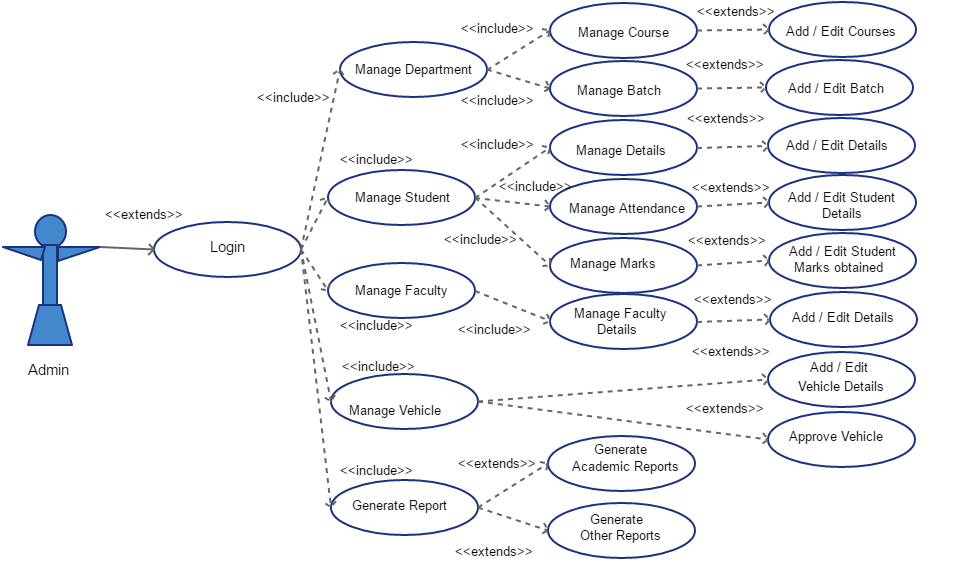 <<extends>>
<<include>>
Manage Course
Add / Edit Courses
Manage Department
<<extends>>
Manage Batch
Add / Edit Batch
<<include>>
<<include>>
<<extends>>
<<include>>
Manage Details
Add / Edit Details
<<include>>
<<include>>
<<extends>>
Manage Student
Manage Attendance
Add / Edit Student
Details
<<extends>>
Login
<<include>>
<<extends>>
Manage Marks
Add / Edit Student
Marks obtained
Manage Faculty
<<extends>>
Manage Faculty
Details
Add / Edit Details
<<include>>
<<include>>
Admin
<<include>>
<<extends>>
Add / Edit
Vehicle Details
Manage Vehicle
<<extends>>
Approve Vehicle
<<include>>
<<extends>>
Generate
Academic Reports
Generate Report
Generate
Other Reports
<<extends>>